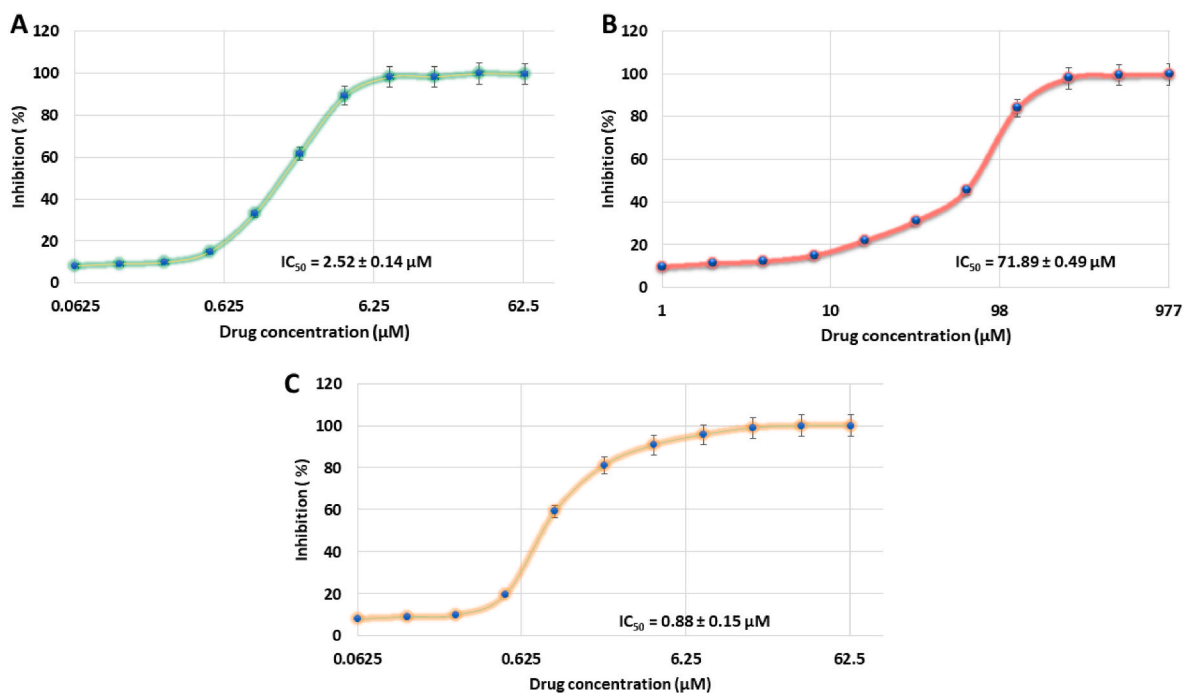 A
120
100
80
60
40
20
0
Inhibition ( %)
IC₅₀ = 2.52 ± 0.14 µM
0.0625 0.625 6.25 62.5
Drug concentration (µM)
B
120
100
80
60
40
20
0
Inhibition ( %)
IC₅₀ = 71.89 ± 0.49 µM
1 10 98 977
Drug concentration (µM)
C
120
100
80
60
40
20
0
Inhibition ( %)
IC₅₀ = 0.88 ± 0.15 µM
0.0625 0.625 6.25 62.5
Drug concentration (µM)